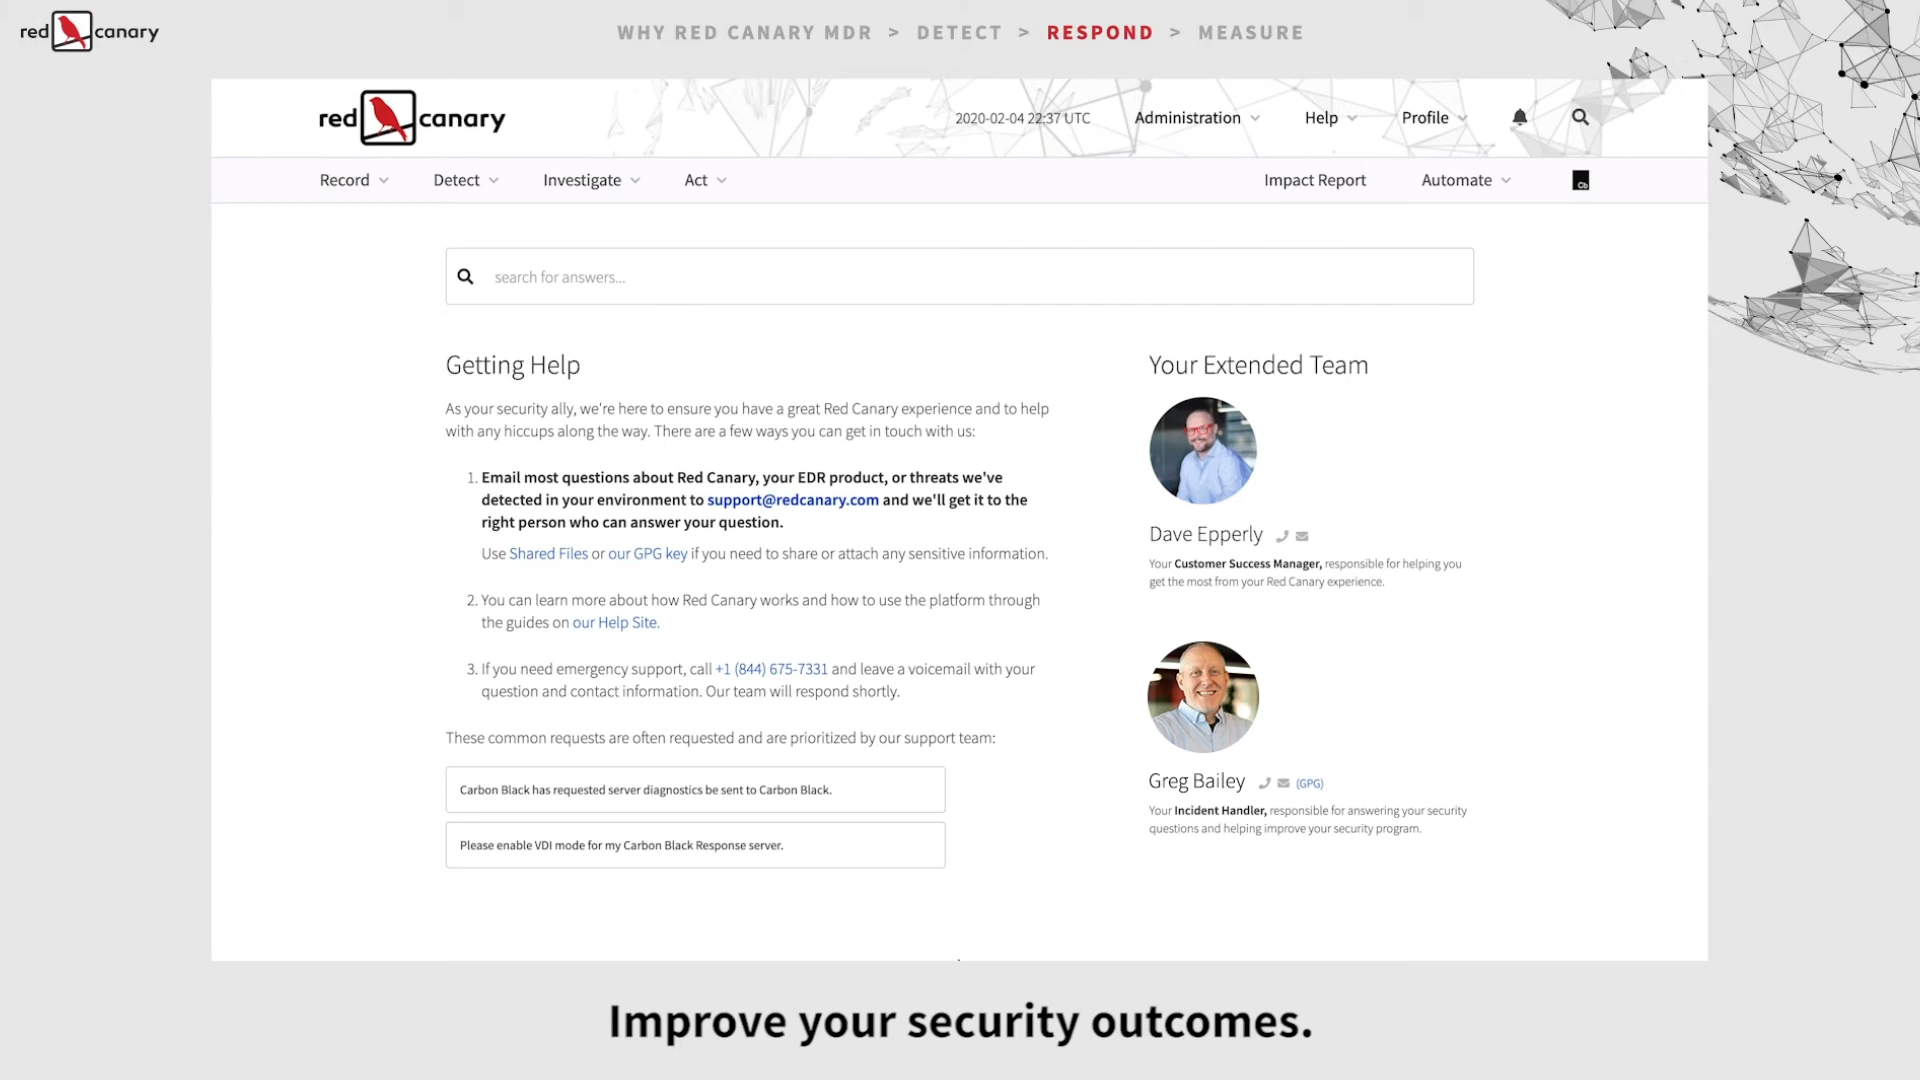 red canary
WHY RED CANARY MDR > DETECT > RESPOND > MEASURE
red canary
2020-02-04 22:37 UTC
Administration
Help
Profile
Record
Detect
Investigate
Act
Impact Report
Automate
Cb
search for answers...
Getting Help
As your security ally, we're here to ensure you have a great Red Canary experience and to help
with any hiccups along the way. There are a few ways you can get in touch with us:
1. Email most questions about Red Canary, your EDR product, or threats we've
detected in your environment to support@redcanary.com and we'll get it to the
right person who can answer your question.
Use Shared Files or our GPG key if you need to share or attach any sensitive information.
2. You can learn more about how Red Canary works and how to use the platform through
the guides on our Help Site.
3. If you need emergency support, call +1 (844) 675-7331 and leave a voicemail with your
question and contact information. Our team will respond shortly.
These common requests are often requested and are prioritized by our support team:
Carbon Black has requested server diagnostics be sent to Carbon Black.
Please enable VDI mode for my Carbon Black Response server.
Your Extended Team
Dave Epperly
Your Customer Success Manager, responsible for helping you
get the most from your Red Canary experience.
Greg Bailey (GPG)
Your Incident Handler, responsible for answering your security
questions and helping improve your security program.
Improve your security outcomes.